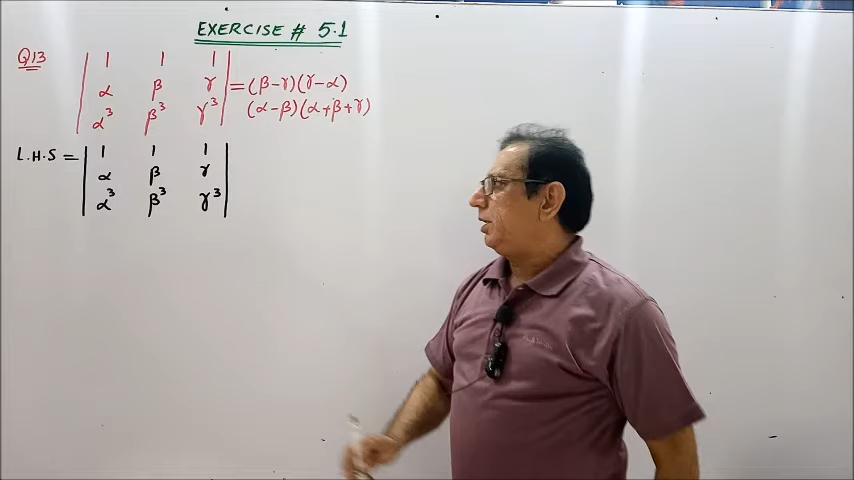 EXERCISE # 5.1
Q13
| 1 1 1 |
| α β γ | = (β-γ)(γ-α)
| α³ β³ γ³ | (α-β)(α+β+γ)
| 1 1 1 |
L.H.S = | α β γ |
| α³ β³ γ³ |